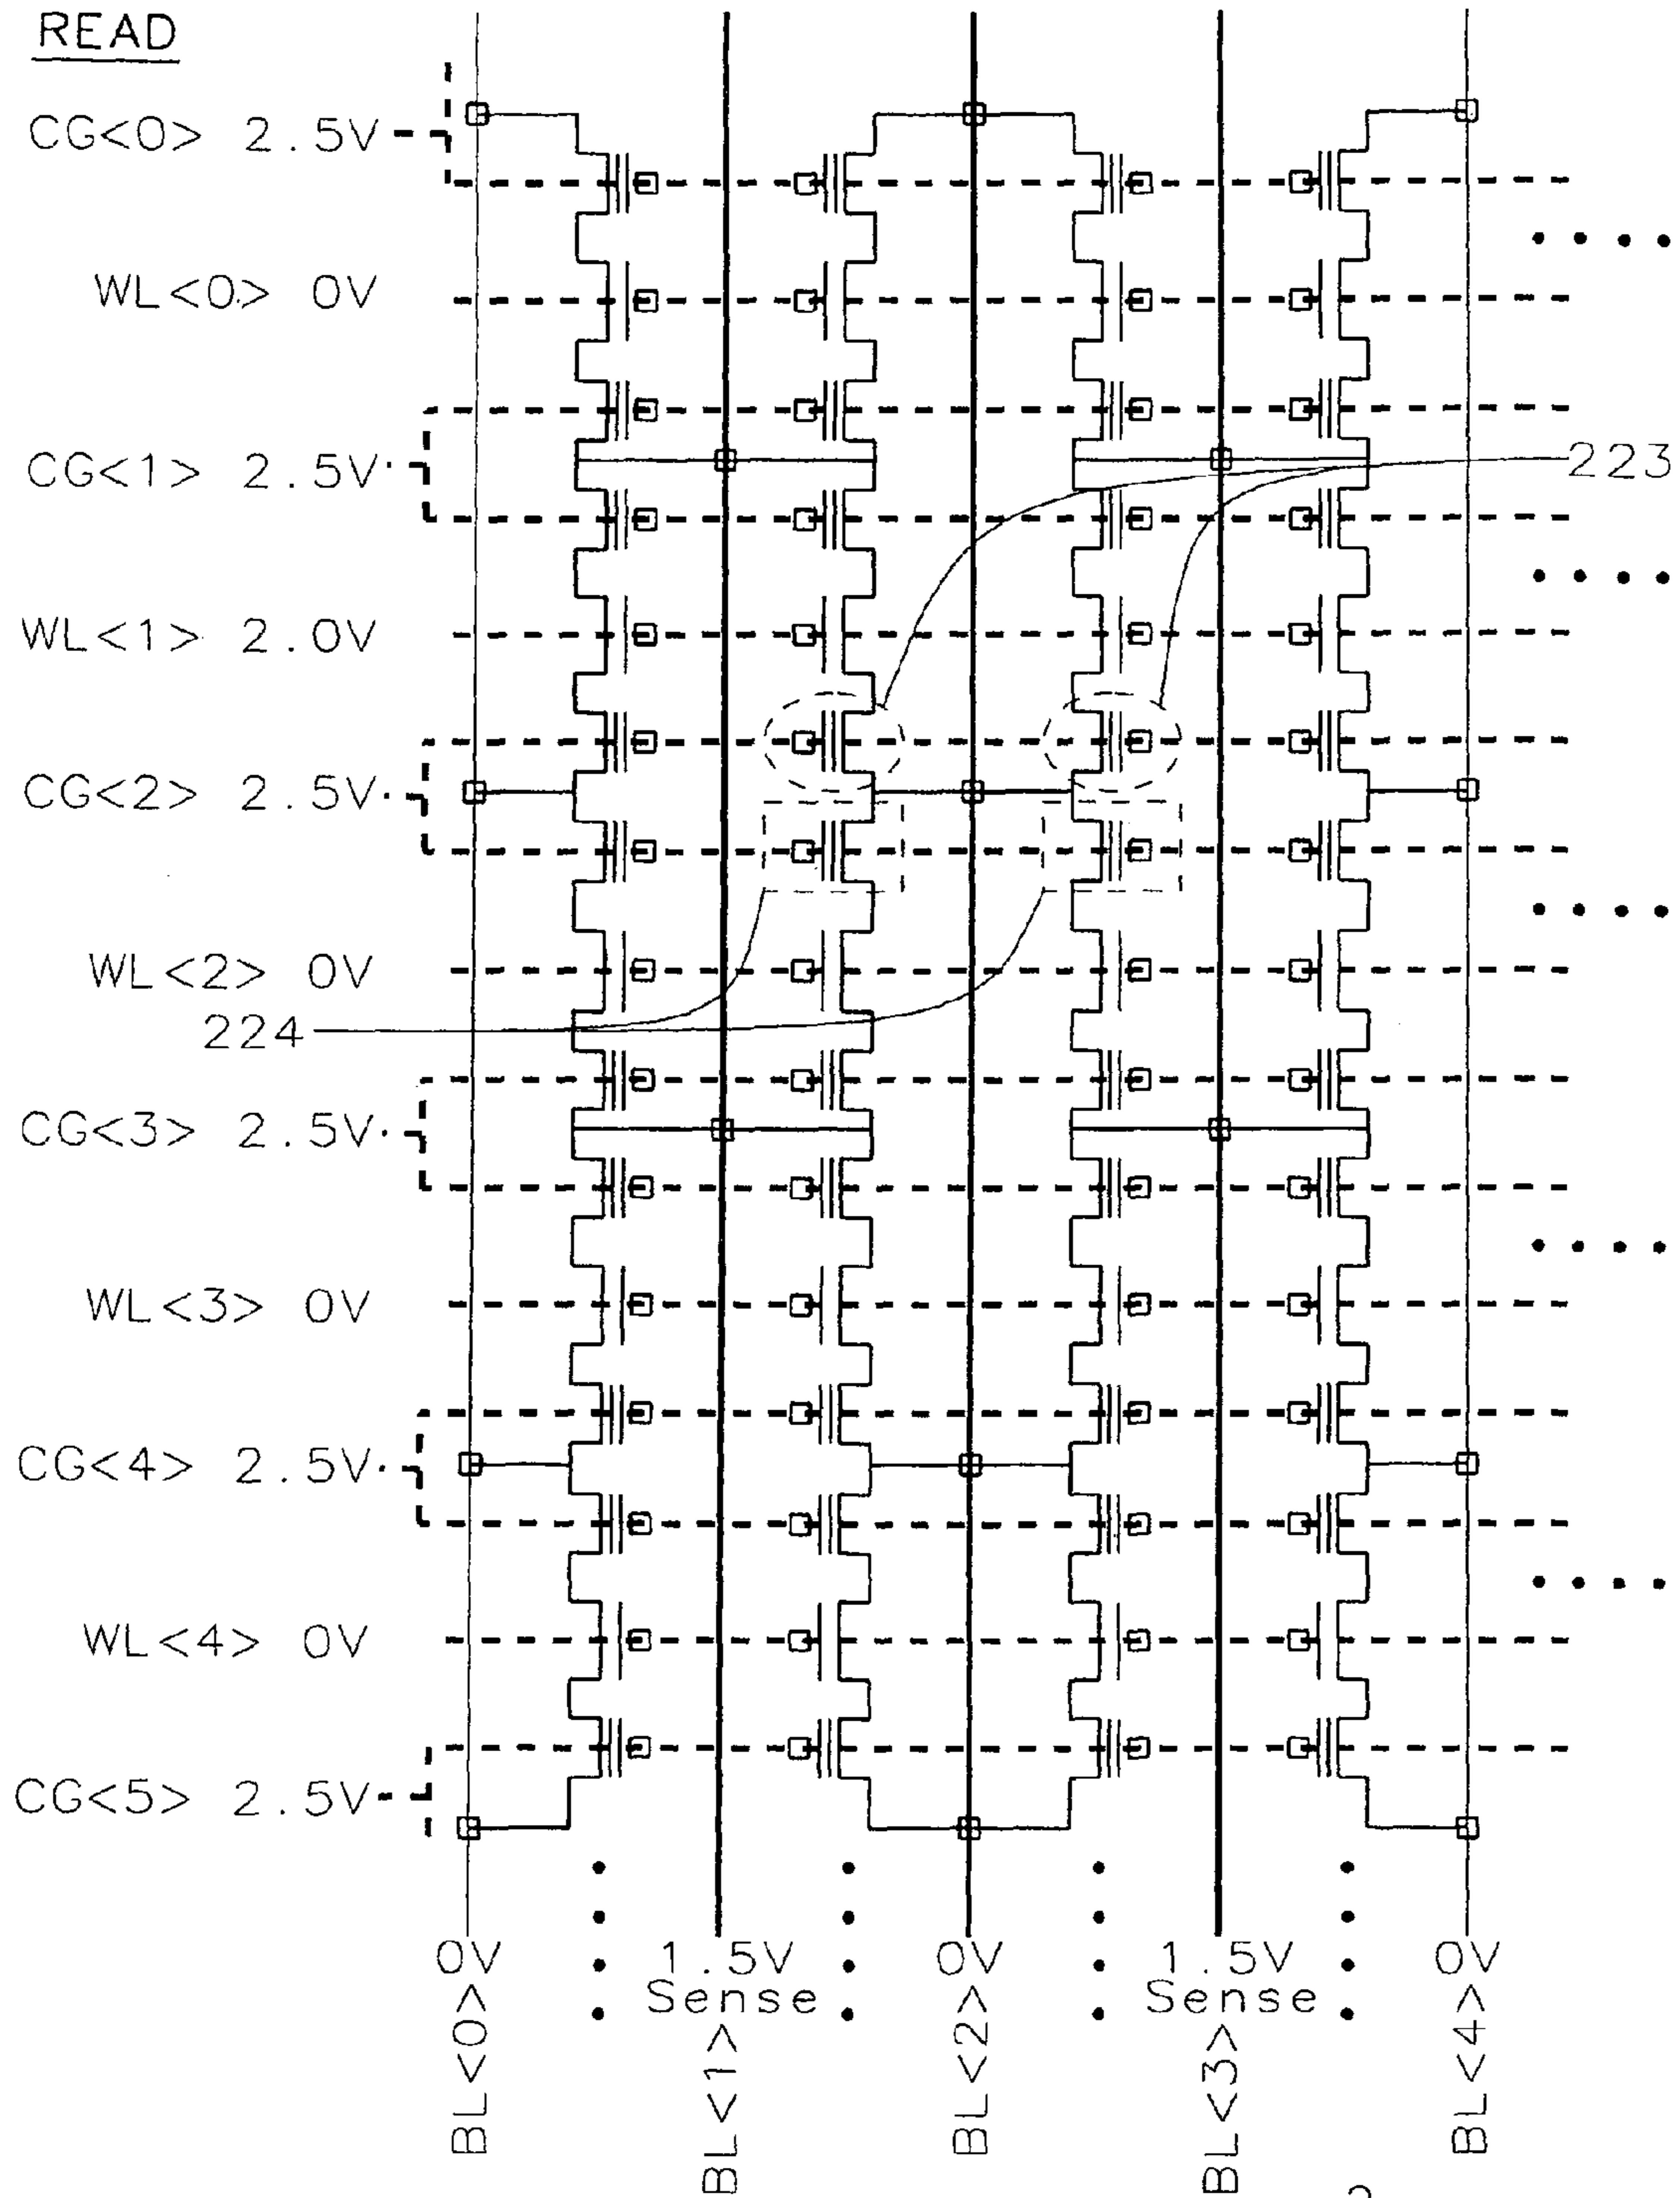 READ
CG<0> 2.5V
WL<0> 0V
CG<1> 2.5V
223
WL<1> 2.0V
CG<2> 2.5V
WL<2> 0V
224
CG<3> 2.5V
WL<3> 0V
CG<4> 2.5V
WL<4> 0V
CG<5> 2.5V
0V
BL<0>
1.5V
Sense
BL<1>
0V
BL<2>
1.5V
Sense
BL<3>
0V
BL<4>